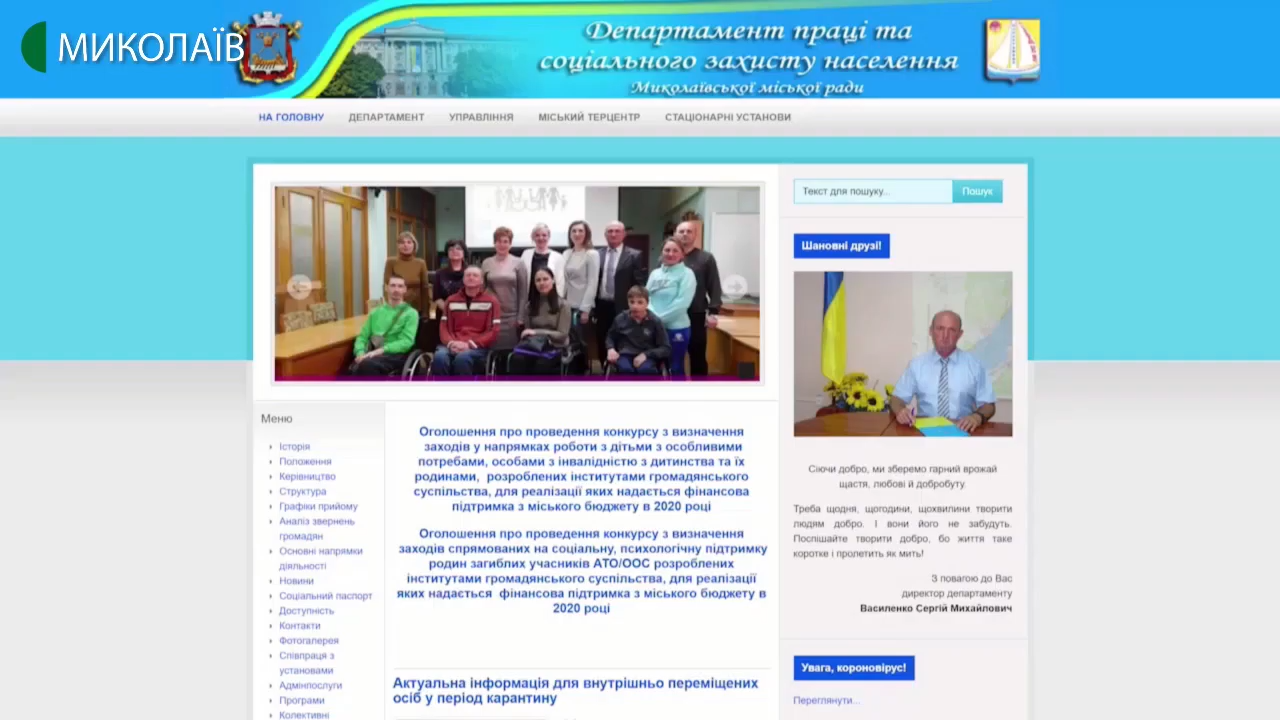 МИКОЛАЇВ
Департамент праці та
соціального захисту населення
Миколаївської міської ради
НА ГОЛОВНУ ДЕПАРТАМЕНТ УПРАВЛІННЯ МІСЬКИЙ ТЕРЦЕНТР СТАЦІОНАРНІ УСТАНОВИ
Текст для пошуку... Пошук
Шановні друзі!
Сіючи добро, ми зберемо гарний врожай
щастя, любові й добробуту.
Треба щодня, щогодини, щохвилини творити
людям добро. І вони його не забудуть.
Поспішайте творити добро, бо життя таке
коротке і пролетить як мить!
З повагою до Вас
директор департаменту
Василенко Сергій Михайлович
Увага, короновірус!
Переглянути...
Меню
Історія
Положення
Керівництво
Структура
Графіки прийому
Аналіз звернень
громадян
Основні напрямки
діяльності
Новини
Соціальний паспорт
Доступність
Контакти
Фотогалерея
Співпраця з
установами
Адмінпослуги
Програми
Колективні
Оголошення про проведення конкурсу з визначення
заходів у напрямках роботи з дітьми з особливими
потребами, особами з інвалідністю з дитинства та їх
родинами, розроблених інститутами громадянського
суспільства, для реалізації яких надається фінансова
підтримка з міського бюджету в 2020 році
Оголошення про проведення конкурсу з визначення
заходів спрямованих на соціальну, психологічну підтримку
родин загиблих учасників АТО/ООС розроблених
інститутами громадянського суспільства, для реалізації
яких надається фінансова підтримка з міського бюджету в
2020 році
Актуальна інформація для внутрішньо переміщених
осіб у період карантину